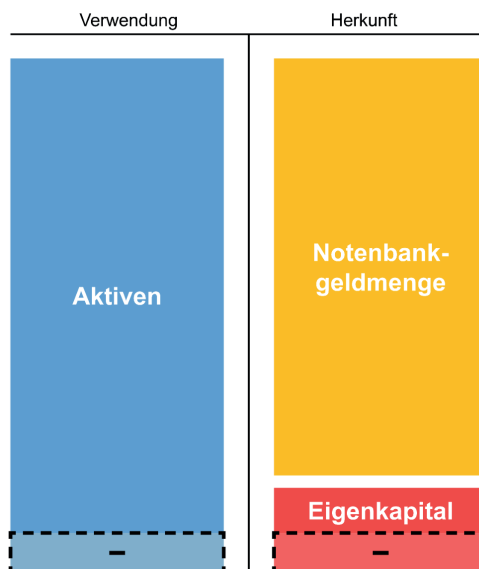 Verwendung
Herkunft
Aktiven
Notenbank-
geldmenge
Eigenkapital
–
–